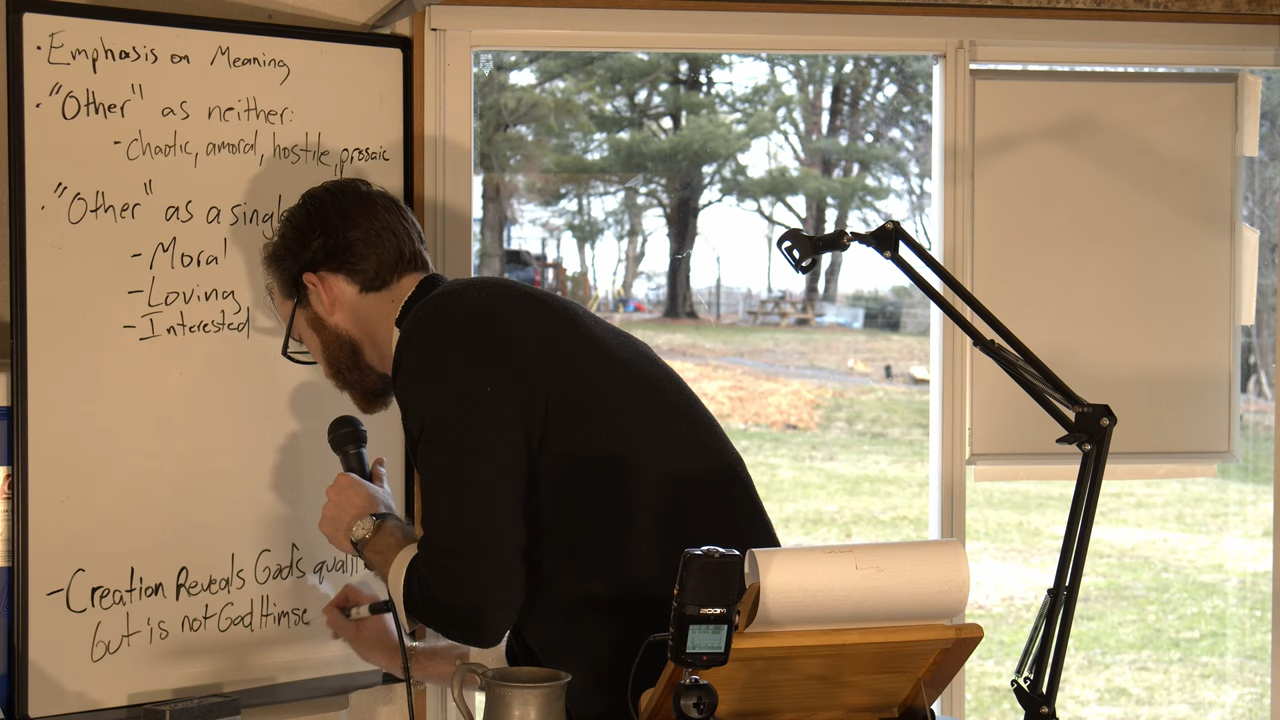 · Emphasis on Meaning
· "Other" as neither:
- chaotic, amoral, hostile, prosaic
· "Other" as a singl
- Moral
- Loving
- Interested
- Creation Reveals God's quali
but is not God Himse
zoom